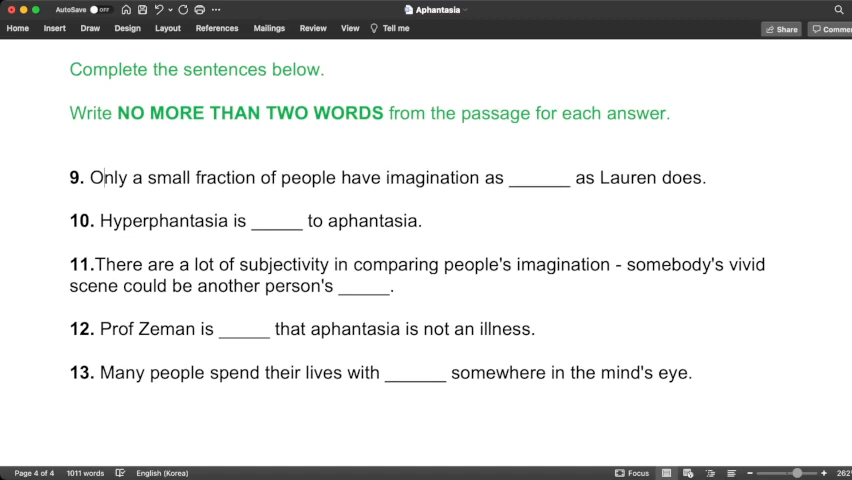 AutoSave OFF ... Aphantasia
Home Insert Draw Design Layout References Mailings Review View Tell me Share Comme
Complete the sentences below.
Write NO MORE THAN TWO WORDS from the passage for each answer.
9. Only a small fraction of people have imagination as ______ as Lauren does.
10. Hyperphantasia is _____ to aphantasia.
11.There are a lot of subjectivity in comparing people's imagination - somebody's vivid
scene could be another person's _____.
12. Prof Zeman is _____ that aphantasia is not an illness.
13. Many people spend their lives with ______ somewhere in the mind's eye.
Page 4 of 4 1011 words English (Korea) Focus 262%